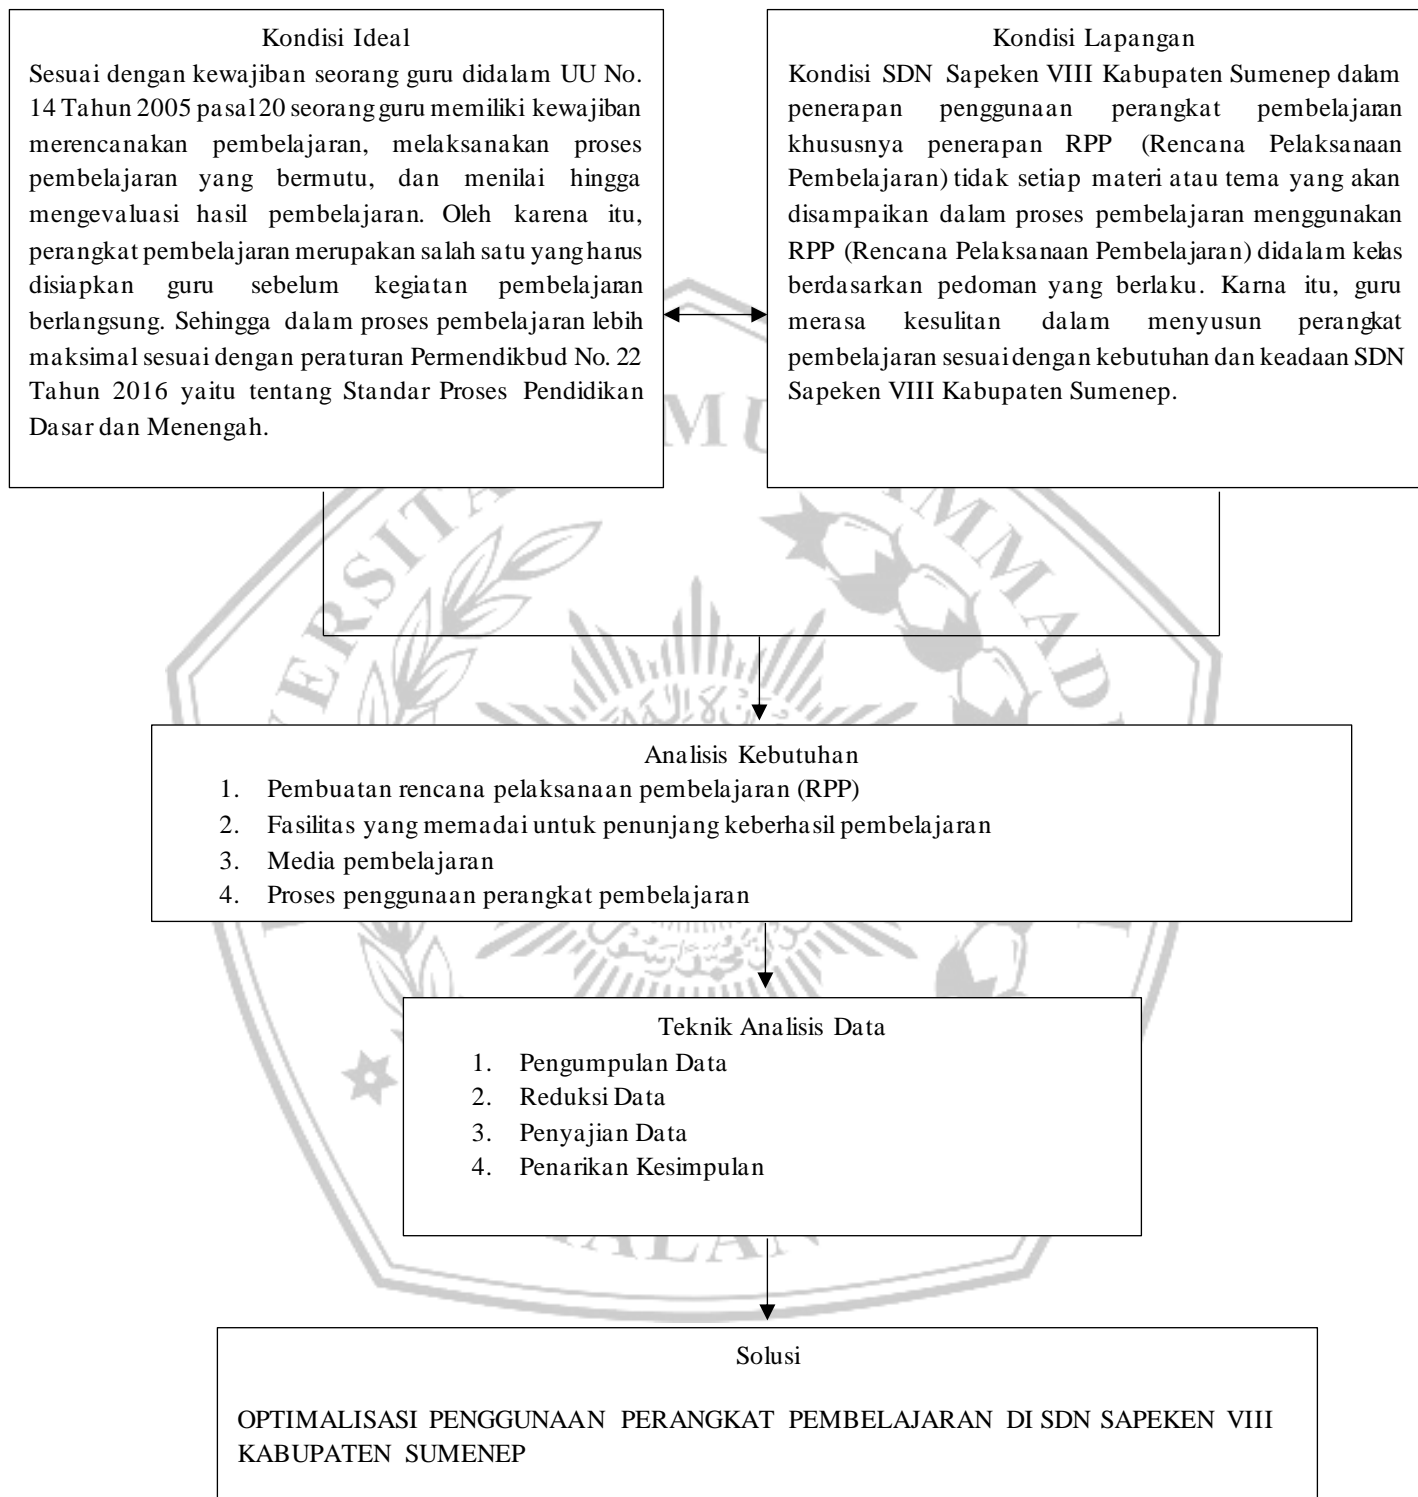 Kondisi Ideal
Sesuai dengan kewajiban seorang guru didalam UU No.
14 Tahun 2005 pasal 20 seorang guru memiliki kewajiban
merencanakan pembelajaran, melaksanakan proses
pembelajaran yang bermutu, dan menilai hingga
mengevaluasi hasil pembelajaran. Oleh karena itu,
perangkat pembelajaran merupakan salah satu yang harus
disiapkan guru sebelum kegiatan pembelajaran
berlangsung. Sehingga dalam proses pembelajaran lebih
maksimal sesuai dengan peraturan Permendikbud No. 22
Tahun 2016 yaitu tentang Standar Proses Pendidikan
Dasar dan Menengah.
Kondisi Lapangan
Kondisi SDN Sapeken VIII Kabupaten Sumenep dalam
penerapan penggunaan perangkat pembelajaran
khususnya penerapan RPP (Rencana Pelaksanaan
Pembelajaran) tidak setiap materi atau tema yang akan
disampaikan dalam proses pembelajaran menggunakan
RPP (Rencana Pelaksanaan Pembelajaran) didalam kelas
berdasarkan pedoman yang berlaku. Karna itu, guru
merasa kesulitan dalam menyusun perangkat
pembelajaran sesuai dengan kebutuhan dan keadaan SDN
Sapeken VIII Kabupaten Sumenep.
Analisis Kebutuhan
1. Pembuatan rencana pelaksanaan pembelajaran (RPP)
2. Fasilitas yang memadai untuk penunjang keberhasil pembelajaran
3. Media pembelajaran
4. Proses penggunaan perangkat pembelajaran
Teknik Analisis Data
1. Pengumpulan Data
2. Reduksi Data
3. Penyajian Data
4. Penarikan Kesimpulan
Solusi
OPTIMALISASI PENGGUNAAN PERANGKAT PEMBELAJARAN DI SDN SAPEKEN VIII
KABUPATEN SUMENEP